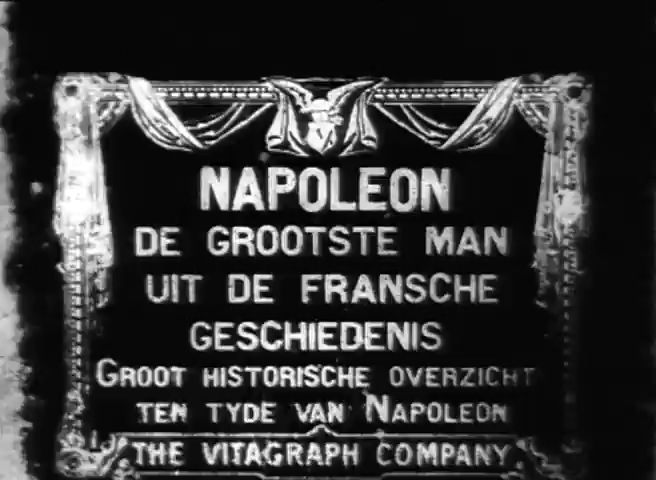 NAPOLEON
DE GROOTSTE MAN
UIT DE FRANSCHE
GESCHIEDENIS
GROOT HISTORISCHE OVERZICHT
TEN TYDE VAN NAPOLEON
THE VITAGRAPH COMPANY